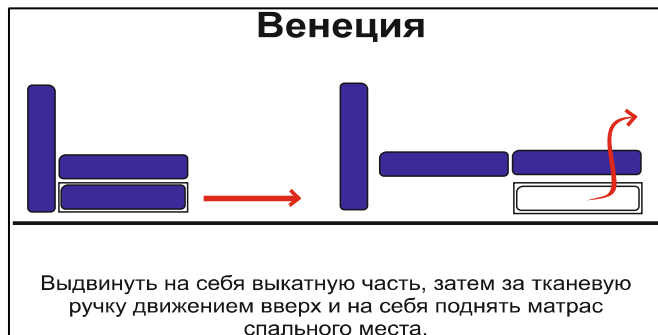 Венеция
Выдвинуть на себя выкатную часть, затем за тканевую
ручку движением вверх и на себя поднять матрас
спального места.